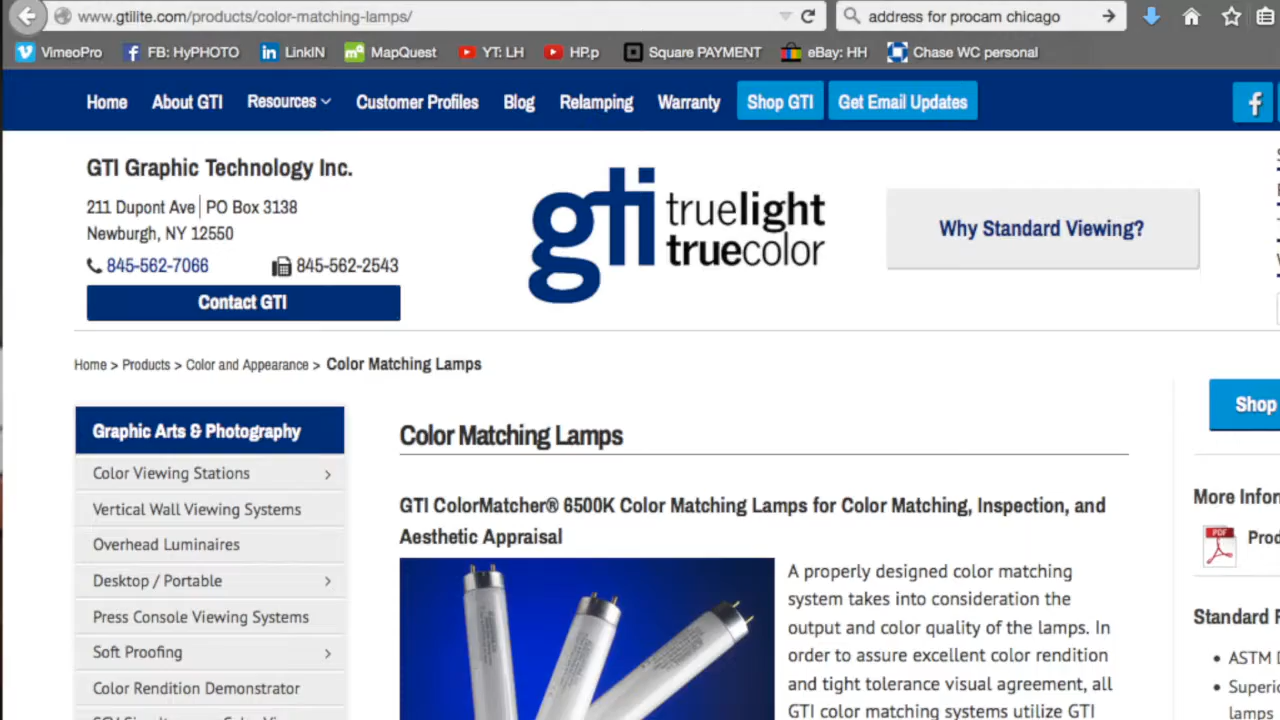 www.gtilite.com/products/color-matching-lamps/
address for procam chicago
VimeoPro
FB: HyPHOTO
LinkIN
MapQuest
YT: LH
HP.p
Square PAYMENT
eBay: HH
Chase WC personal
Home
About GTI
Resources
Customer Profiles
Blog
Relamping
Warranty
Shop GTI
Get Email Updates
GTI Graphic Technology Inc.
211 Dupont Ave | PO Box 3138
Newburgh, NY 12550
845-562-7066
845-562-2543
Contact GTI
gti truelight
truecolor
Why Standard Viewing?
Home > Products > Color and Appearance > Color Matching Lamps
Graphic Arts & Photography
Color Viewing Stations
Vertical Wall Viewing Systems
Overhead Luminaires
Desktop / Portable
Press Console Viewing Systems
Soft Proofing
Color Rendition Demonstrator
Color Matching Lamps
GTI ColorMatcher® 6500K Color Matching Lamps for Color Matching, Inspection, and
Aesthetic Appraisal
A properly designed color matching
system takes into consideration the
output and color quality of the lamps. In
order to assure excellent color rendition
and tight tolerance visual agreement, all
GTI color matching systems utilize GTI
Shop
More Infor
PDF
Prod
Standard
ASTM
Superio
lamps